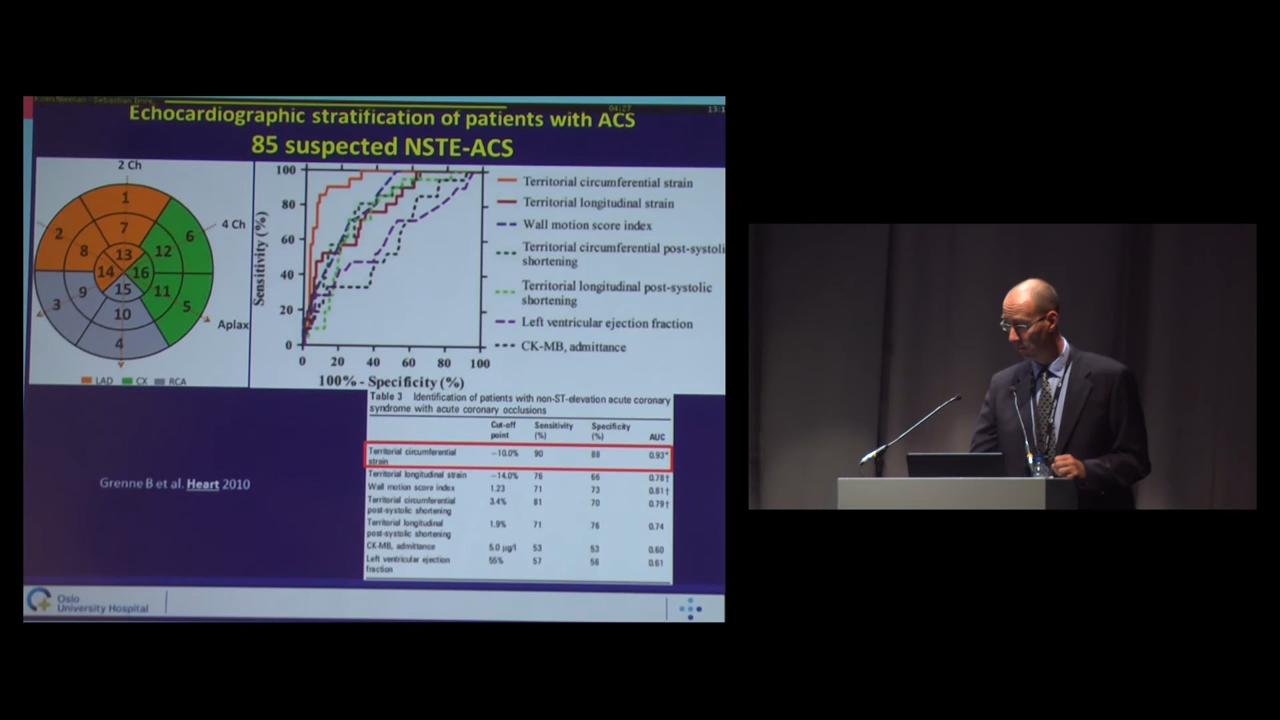 04:27
13:1
Echocardiographic stratification of patients with ACS
85 suspected NSTE-ACS
2 Ch
4 Ch
Aplax
1
2
7
6
8
13
12
14
16
3
9
15
11
5
10
4
LAD CX RCA
Sensitivity (%)
100
80
60
40
20
0
0 20 40 60 80 100
100% - Specificity (%)
Territorial circumferential strain
Territorial longitudinal strain
Wall motion score index
Territorial circumferential post-systoli
shortening
Territorial longitudinal post-systolic
shortening
Left ventricular ejection fraction
CK-MB, admittance
Table 3 Identification of patients with non-ST-elevation acute coronary
syndrome with acute coronary occlusions
Cut-off point Sensitivity (%) Specificity (%) AUC
Territorial circumferential strain −10.0% 90 88 0.93*
Territorial longitudinal strain −14.0% 76 66 0.78†
Wall motion score index 1.23 71 73 0.81†
Territorial circumferential post-systolic shortening 3.4% 81 70 0.79†
Territorial longitudinal post-systolic shortening 1.9% 71 76 0.74
CK-MB, admittance 5.0 µg/l 53 53 0.60
Left ventricular ejection fraction 55% 57 56 0.61
Grenne B et al. Heart 2010
Oslo
University Hospital